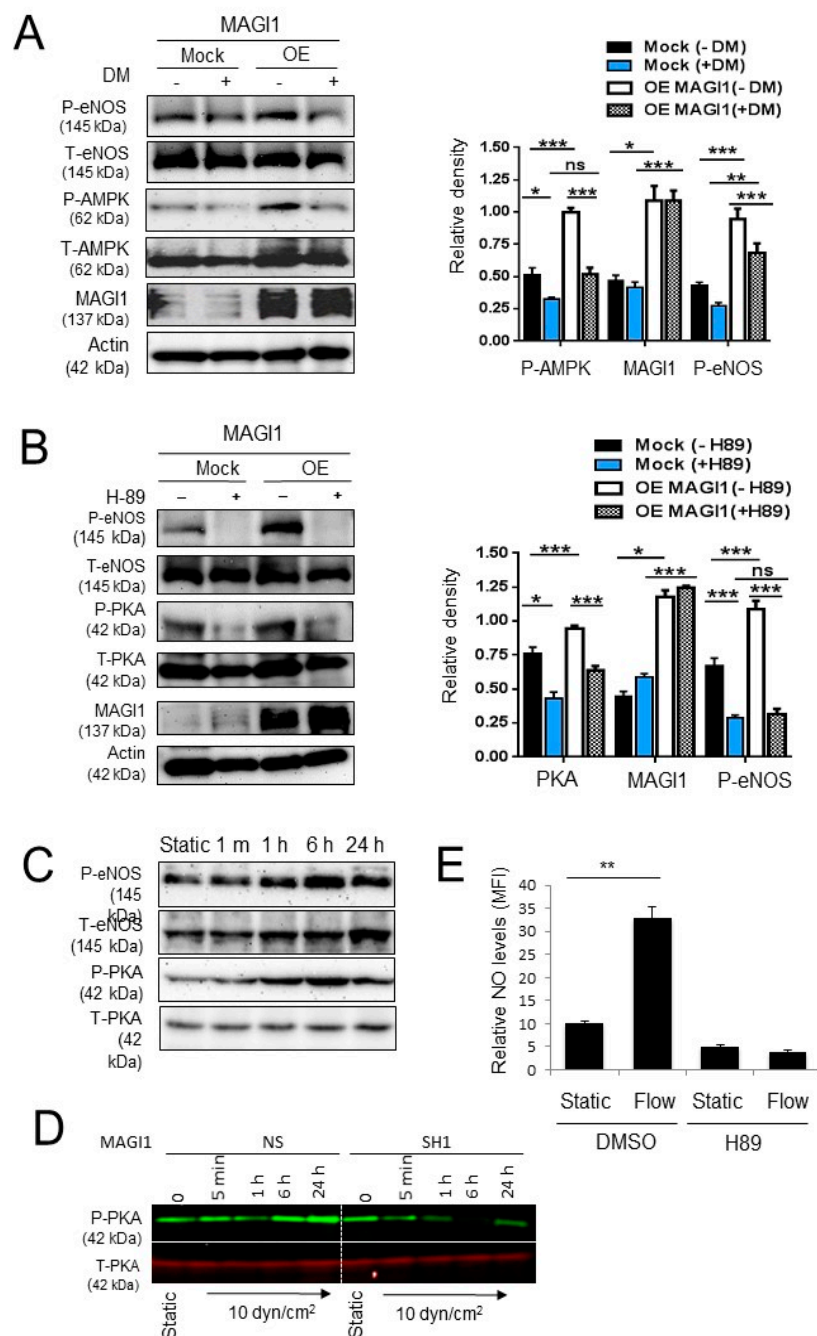 A
MAGI1
Mock OE
DM - + - +
P-eNOS
(145 kDa)
T-eNOS
(145 kDa)
P-AMPK
(62 kDa)
T-AMPK
(62 kDa)
MAGI1
(137 kDa)
Actin
(42 kDa)
Mock (- DM)
Mock (+DM)
OE MAGI1(- DM)
OE MAGI1(+DM)
Relative density
1.50
1.25
1.00
0.75
0.50
0.25
0.00
*** * ***
ns *** **
* *** ***
P-AMPK MAGI1 P-eNOS
B
MAGI1
Mock OE
H-89 – + – +
P-eNOS
(145 kDa)
T-eNOS
(145 kDa)
P-PKA
(42 kDa)
T-PKA
(42 kDa)
MAGI1
(137 kDa)
Actin
(42 kDa)
Mock (- H89)
Mock (+H89)
OE MAGI1(- H89)
OE MAGI1(+H89)
Relative density
1.50
1.25
1.00
0.75
0.50
0.25
0.00
*** * ***
*** ns
* *** *** ***
PKA MAGI1 P-eNOS
C
Static 1 m 1 h 6 h 24 h
P-eNOS
(145
kDa)
T-eNOS
(145 kDa)
P-PKA
(42 kDa)
T-PKA (42
kDa)
E
Relative NO levels (MFI)
40
35
30
25
20
15
10
5
0
**
Static Flow Static Flow
DMSO H89
D
MAGI1 NS SH1
0 5 min 1 h 6 h 24 h 0 5 min 1 h 6 h 24 h
P-PKA
(42 kDa)
T-PKA
(42 kDa)
Static 10 dyn/cm² Static 10 dyn/cm²